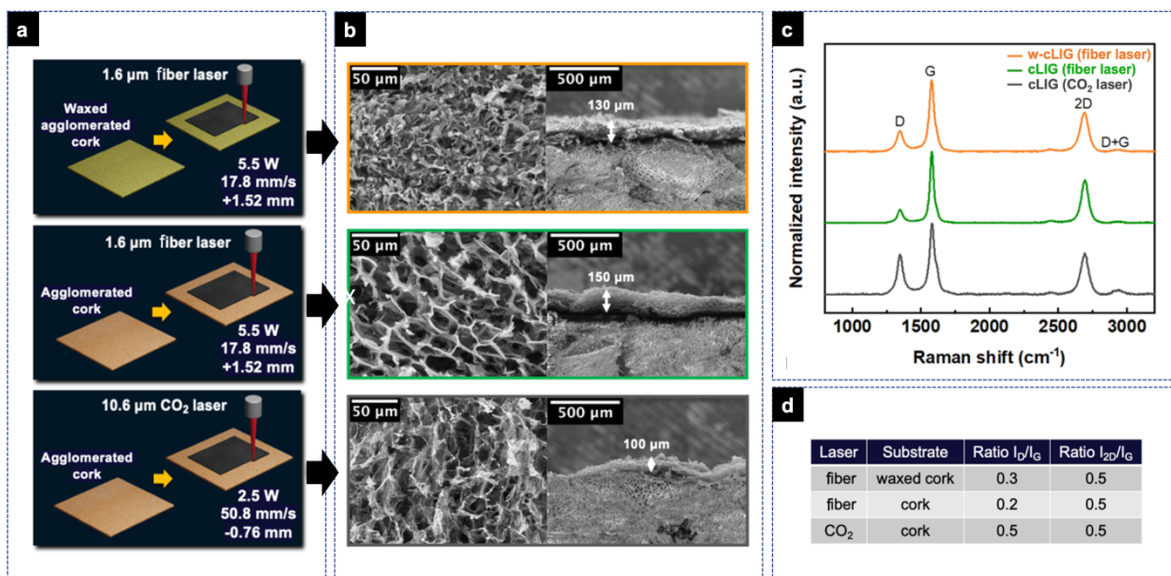 a
1.6 µm fiber laser
Waxed
agglomerated
cork
5.5 W
17.8 mm/s
+1.52 mm
1.6 µm fiber laser
Agglomerated
cork
5.5 W
17.8 mm/s
+1.52 mm
10.6 µm CO₂ laser
Agglomerated
cork
2.5 W
50.8 mm/s
-0.76 mm
b
50 µm
500 µm
130 µm
50 µm
500 µm
150 µm
X
50 µm
500 µm
100 µm
c
w-cLIG (fiber laser)
cLIG (fiber laser)
cLIG (CO₂ laser)
D
G
2D
D+G
Normalized intensity (a.u.)
1000 1500 2000 2500 3000
Raman shift (cm⁻¹)
d
Laser Substrate Ratio I_D/I_G Ratio I_2D/I_G
fiber waxed cork 0.3 0.5
fiber cork 0.2 0.5
CO₂ cork 0.5 0.5